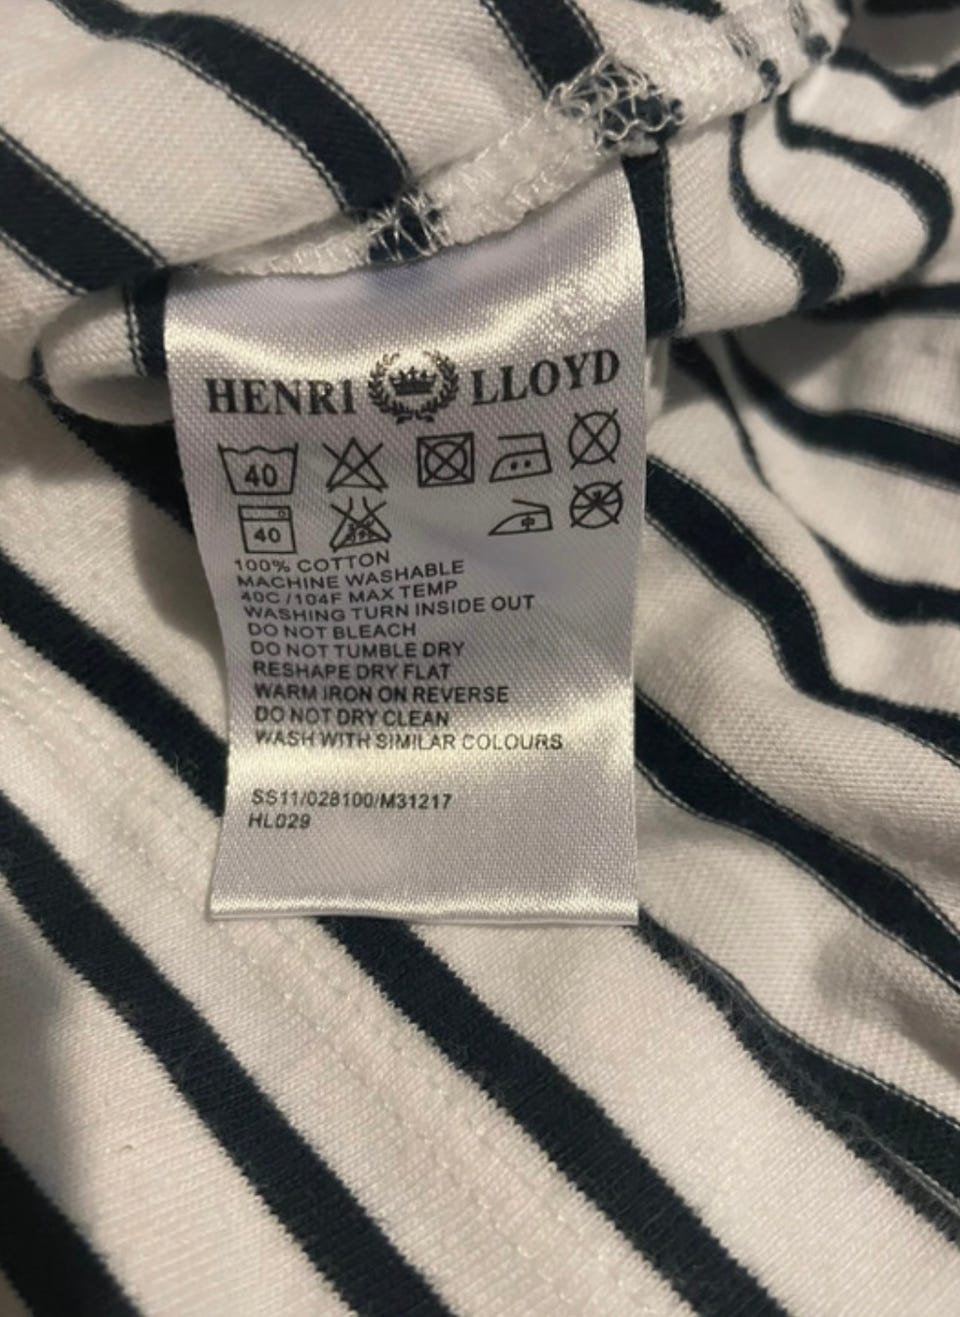 HENRI LLOYD
40
40
100% COTTON
MACHINE WASHABLE
40C /104F MAX TEMP
WASHING TURN INSIDE OUT
DO NOT BLEACH
DO NOT TUMBLE DRY
RESHAPE DRY FLAT
WARM IRON ON REVERSE
DO NOT DRY CLEAN
WASH WITH SIMILAR COLOURS
SS11/028100/M31217
HL029